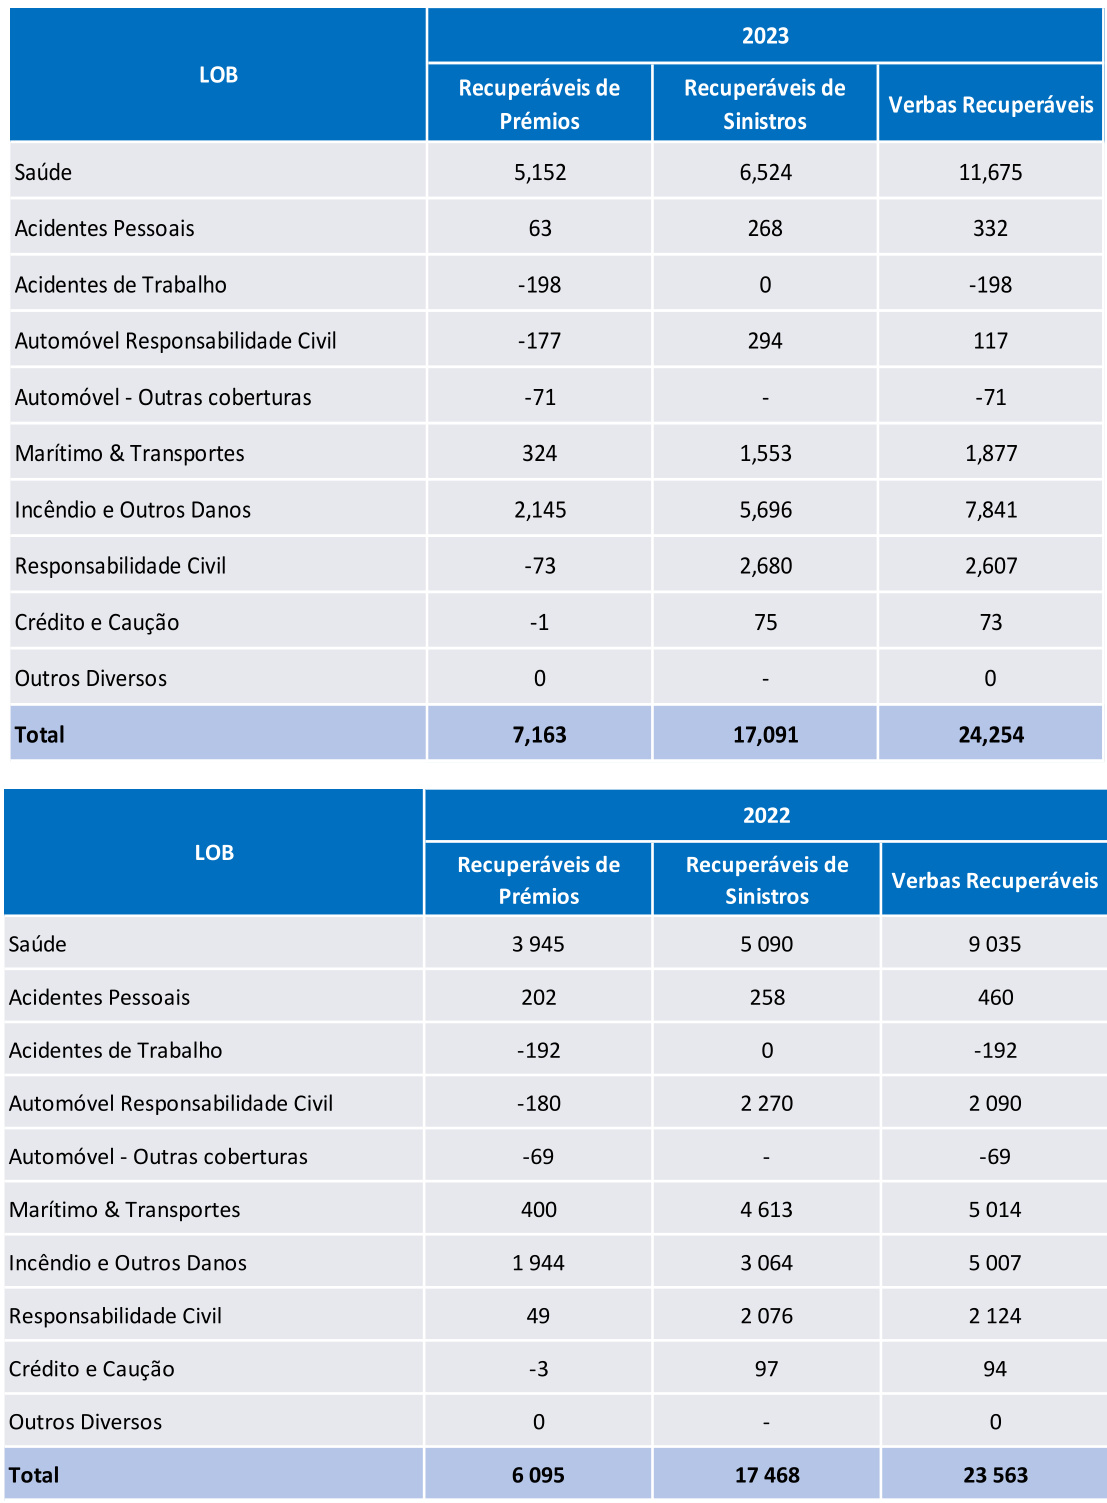 LOB
2023
Recuperáveis de Prémios
Recuperáveis de Sinistros
Verbas Recuperáveis
Saúde 5,152 6,524 11,675
Acidentes Pessoais 63 268 332
Acidentes de Trabalho -198 0 -198
Automóvel Responsabilidade Civil -177 294 117
Automóvel - Outras coberturas -71 - -71
Marítimo & Transportes 324 1,553 1,877
Incêndio e Outros Danos 2,145 5,696 7,841
Responsabilidade Civil -73 2,680 2,607
Crédito e Caução -1 75 73
Outros Diversos 0 - 0
Total 7,163 17,091 24,254
LOB
2022
Recuperáveis de Prémios
Recuperáveis de Sinistros
Verbas Recuperáveis
Saúde 3 945 5 090 9 035
Acidentes Pessoais 202 258 460
Acidentes de Trabalho -192 0 -192
Automóvel Responsabilidade Civil -180 2 270 2 090
Automóvel - Outras coberturas -69 - -69
Marítimo & Transportes 400 4 613 5 014
Incêndio e Outros Danos 1 944 3 064 5 007
Responsabilidade Civil 49 2 076 2 124
Crédito e Caução -3 97 94
Outros Diversos 0 - 0
Total 6 095 17 468 23 563